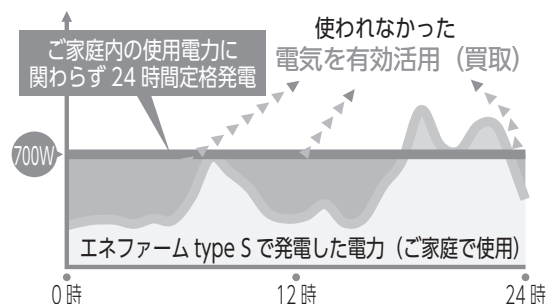 使われなかった
電気を有効活用（買取）
ご家庭内の使用電力に
関わらず 24 時間定格発電
700W
エネファーム type S で発電した電力（ご家庭で使用）
0 時
12 時
24 時